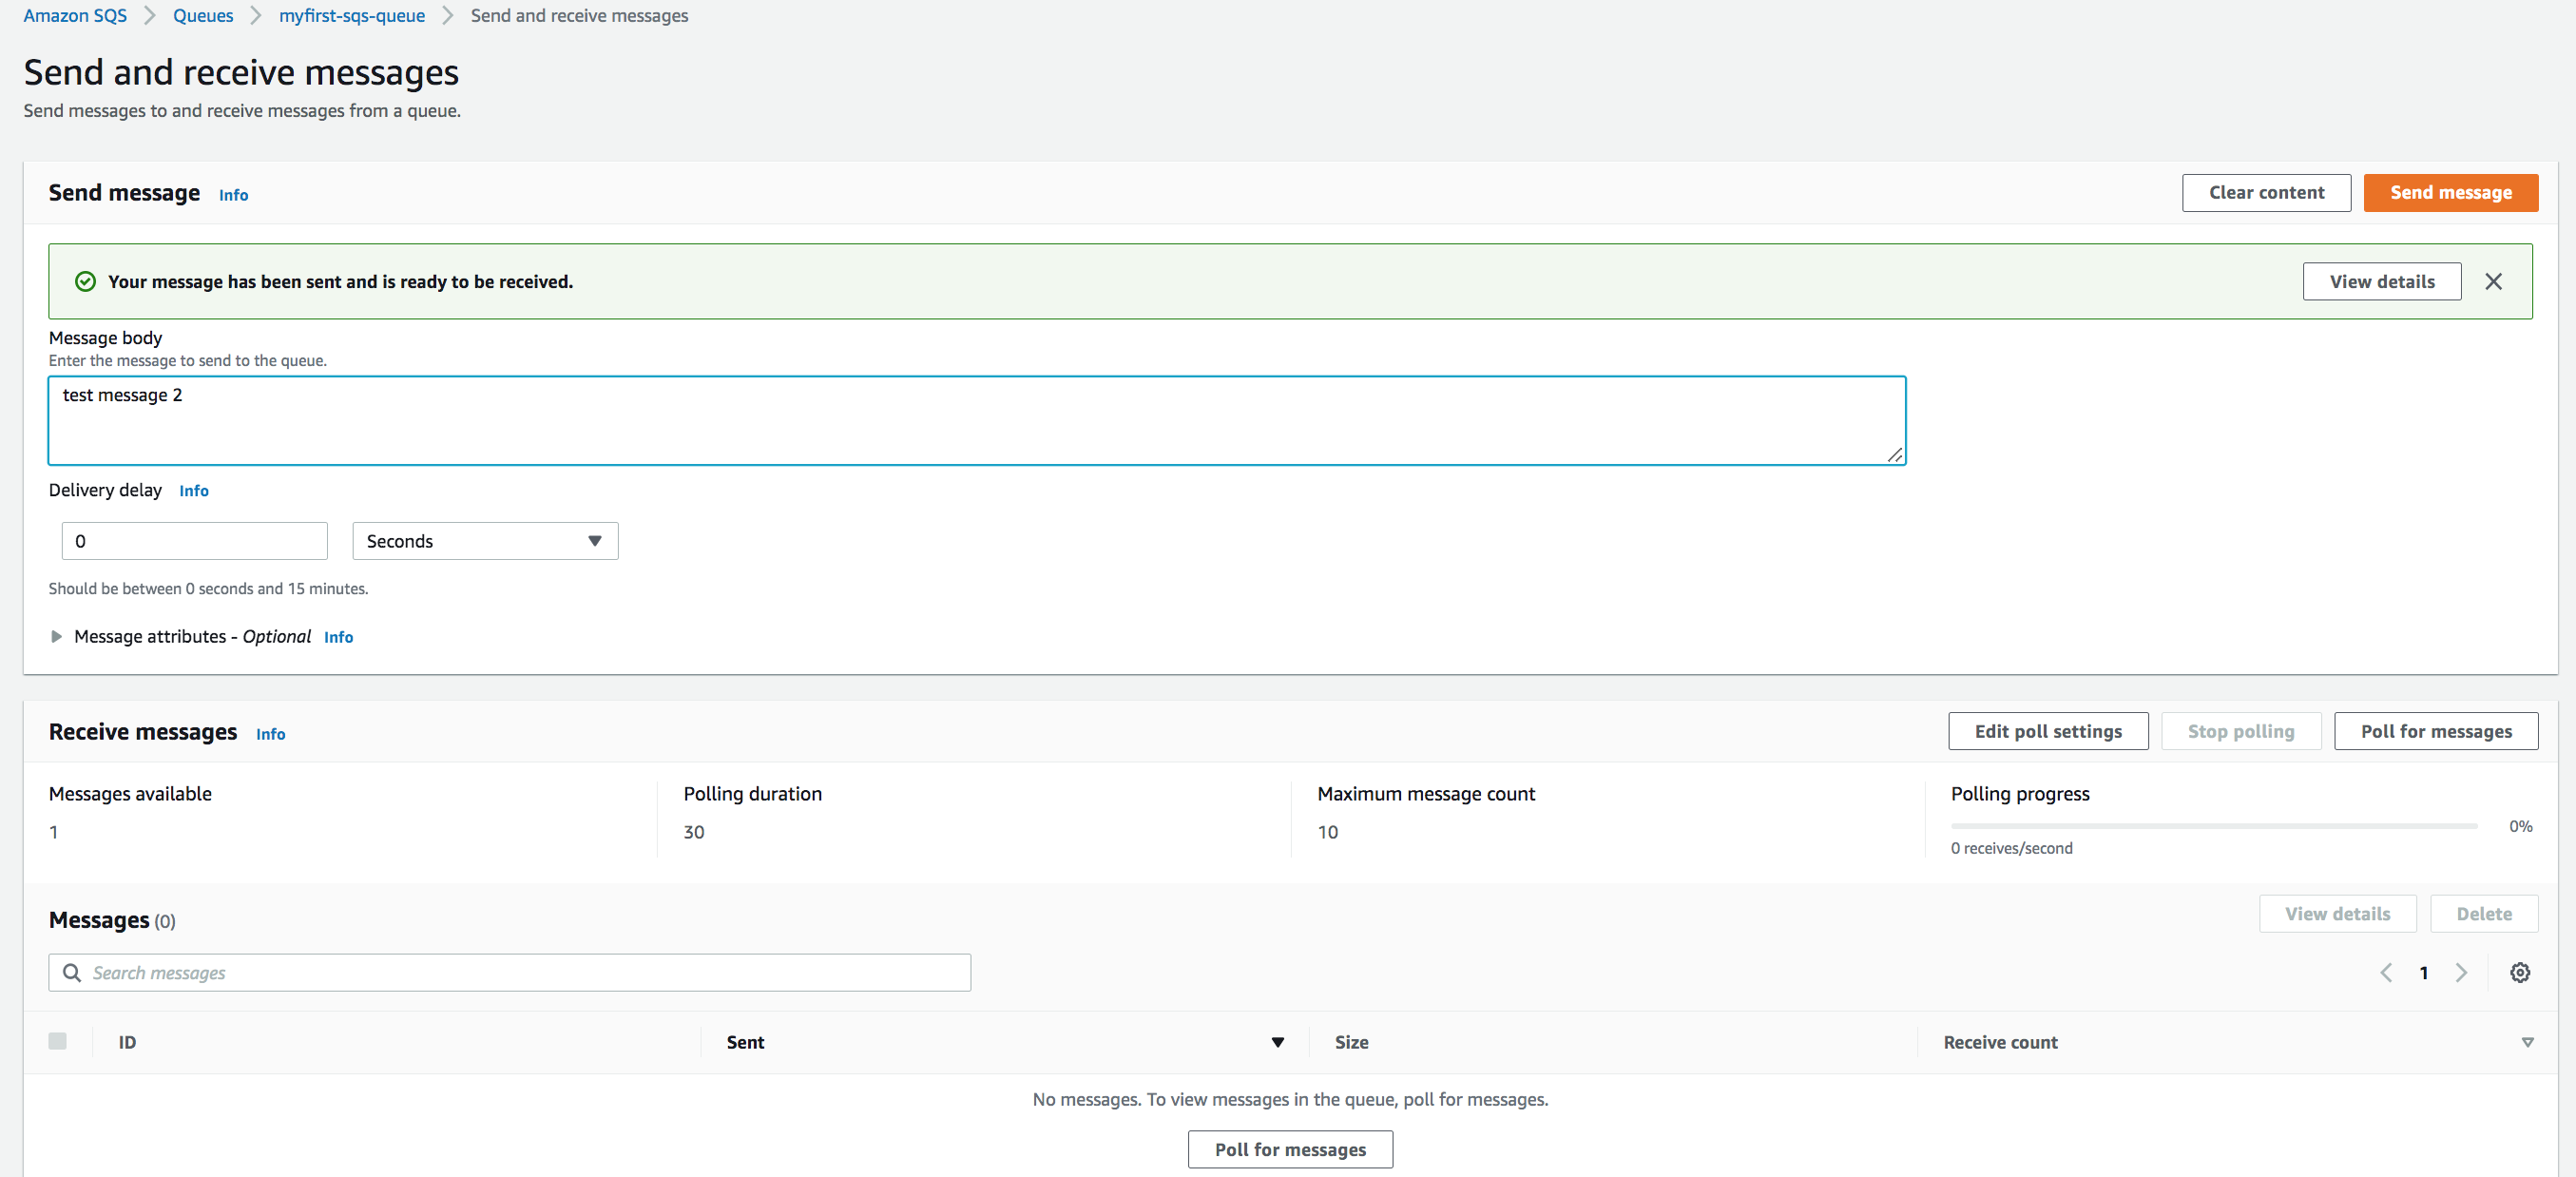 Amazon SQS > Queues > myfirst-sqs-queue > Send and receive messages
Send and receive messages
Send messages to and receive messages from a queue.
Send message Info Clear content Send message
Your message has been sent and is ready to be received. View details
Message body
Enter the message to send to the queue.
test message 2
Delivery delay Info
0 Seconds
Should be between 0 seconds and 15 minutes.
Message attributes - Optional Info
Receive messages Info Edit poll settings Stop polling Poll for messages
Messages available Polling duration Maximum message count Polling progress
1 30 10 0%
0 receives/second
Messages (0) View details Delete
Search messages 1
ID Sent Size Receive count
No messages. To view messages in the queue, poll for messages.
Poll for messages